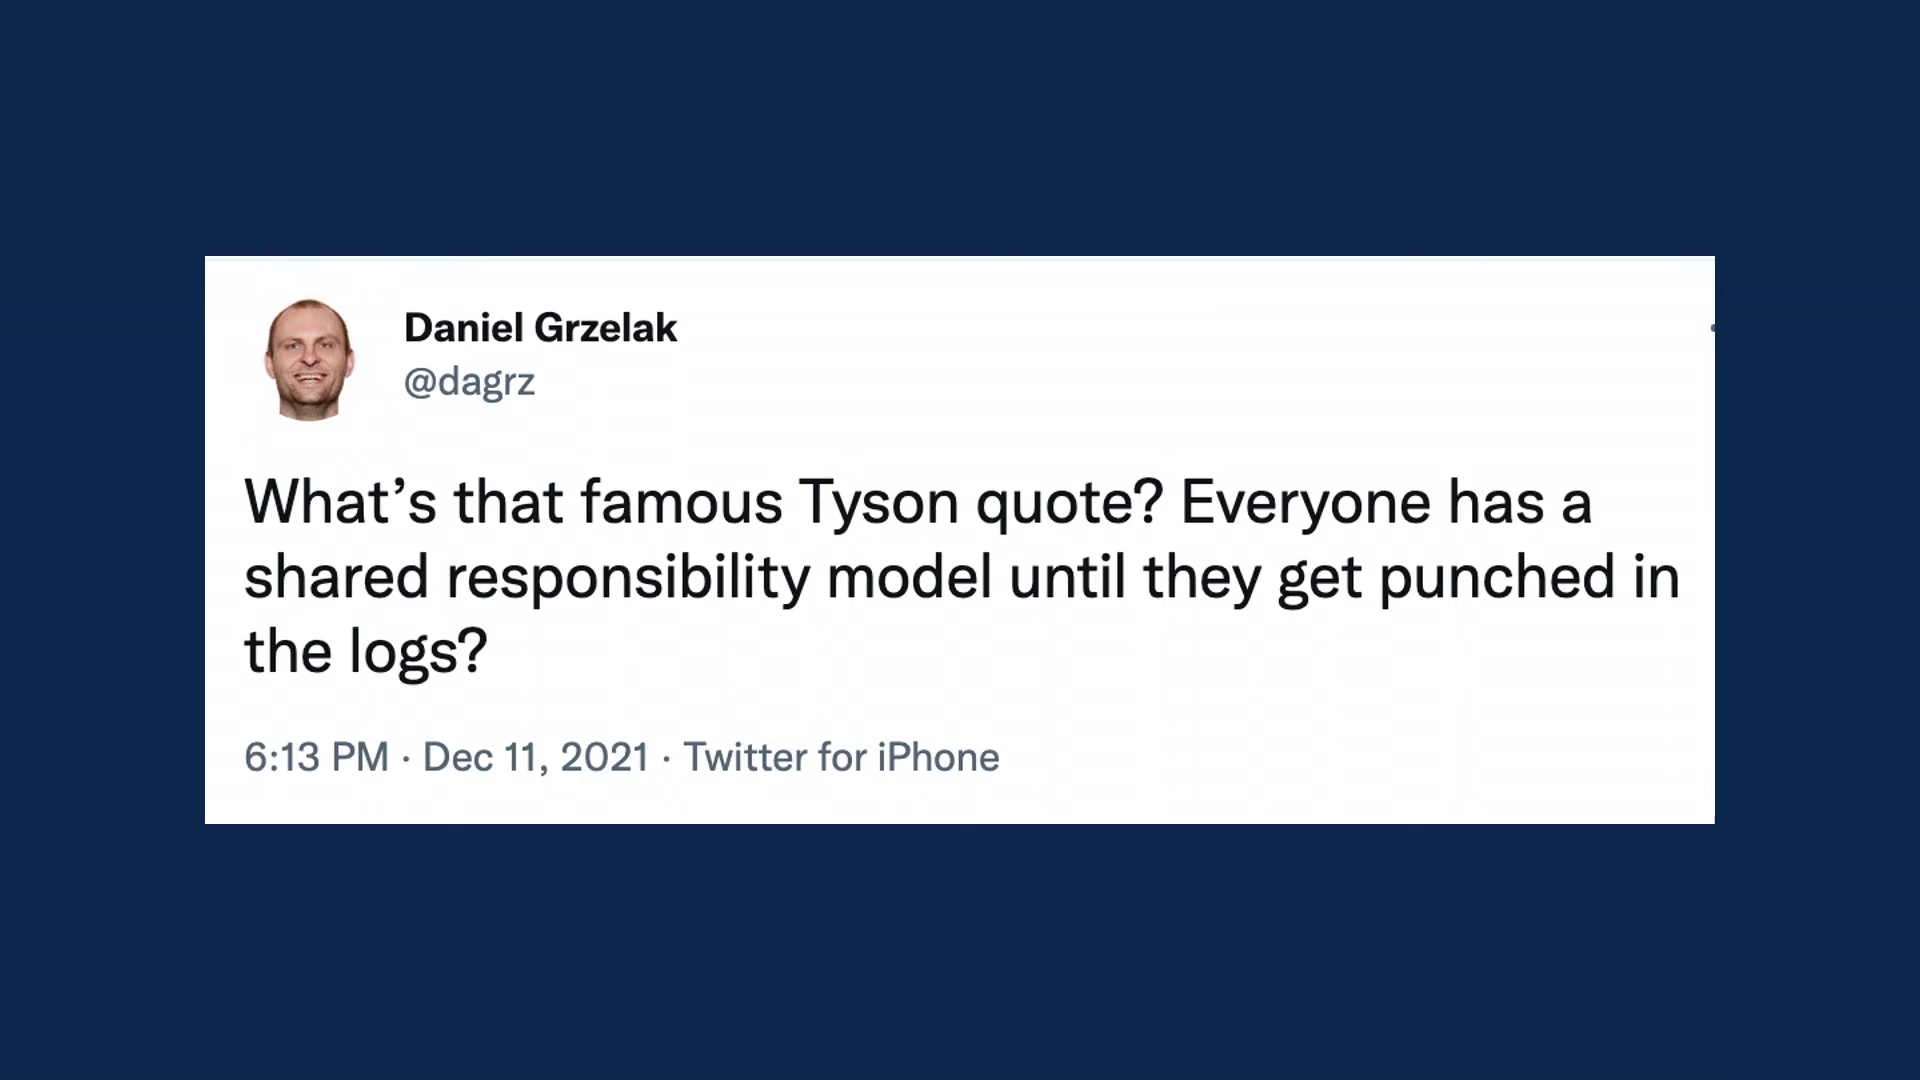 Daniel Grzelak
@dagrz
What’s that famous Tyson quote? Everyone has a
shared responsibility model until they get punched in
the logs?
6:13 PM · Dec 11, 2021 · Twitter for iPhone